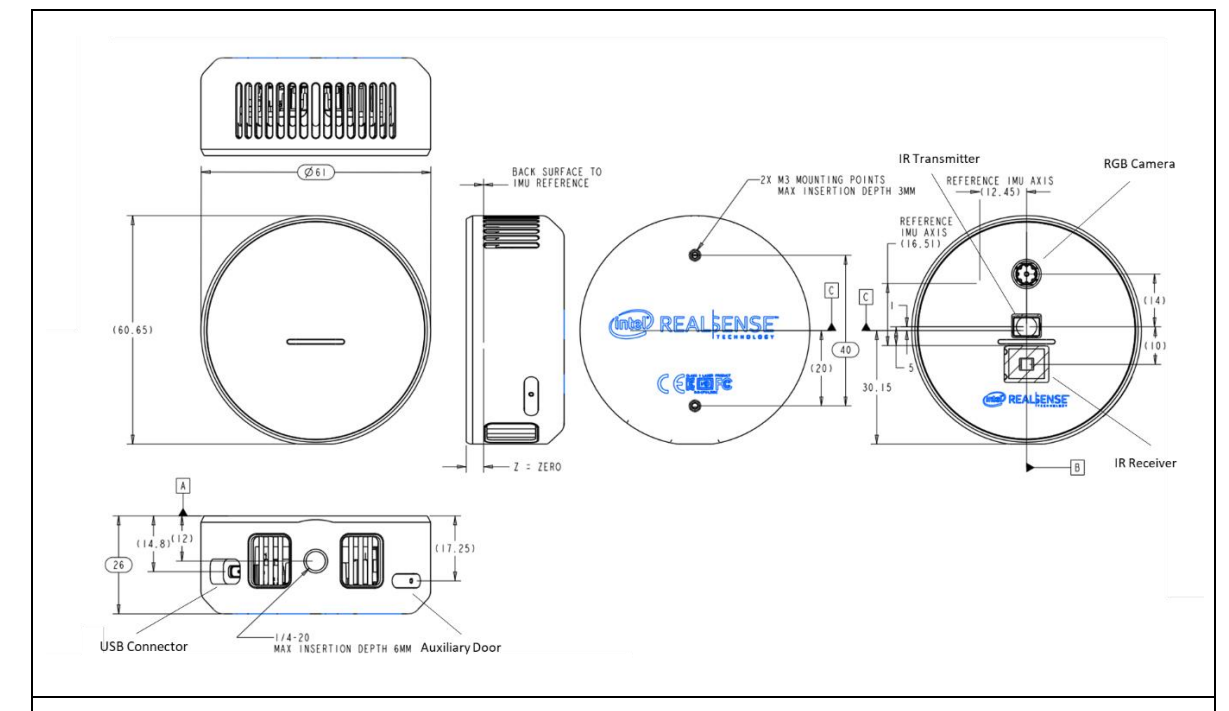 Ø61
BACK SURFACE TO
IMU REFERENCE
2X M3 MOUNTING POINTS
MAX INSERTION DEPTH 3MM
IR Transmitter
RGB Camera
REFERENCE IMU AXIS
(12.45)
REFERENCE
IMU AXIS
(16.51)
(60.65)
intel REALSENSE
TECHNOLOGY
C
C
1
(14)
40
(20)
5
(10)
30.15
CE
FC
intel REALSENSE
TECHNOLOGY
Z = ZERO
B
IR Receiver
A
(14.8)
(12)
(17.25)
26
USB Connector
1/4-20
MAX INSERTION DEPTH 6MM
Auxiliary Door